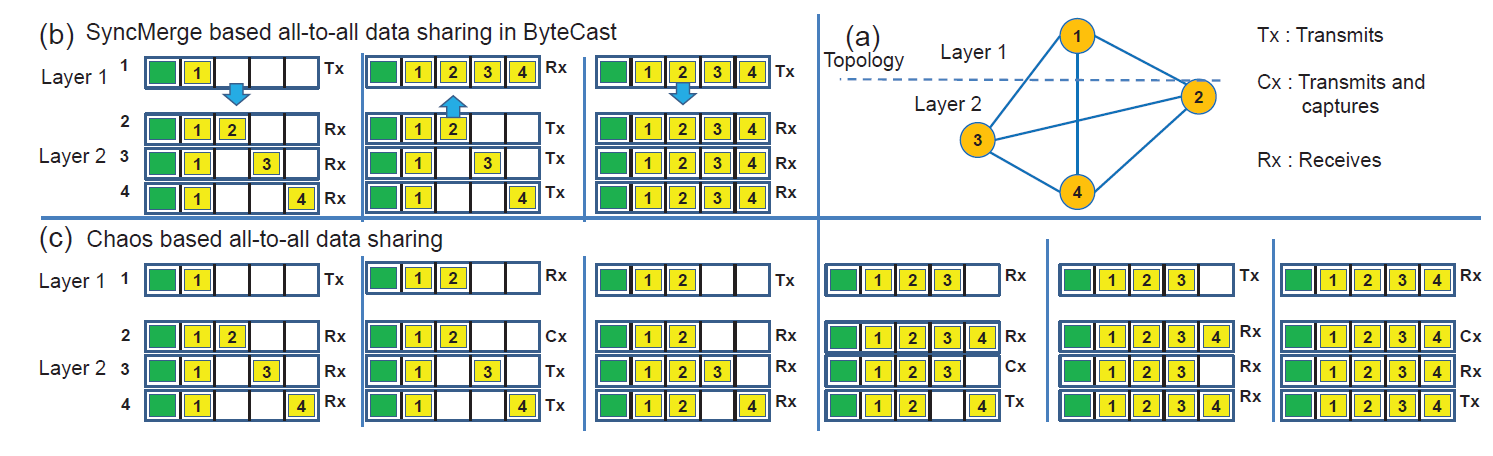 (b) SyncMerge based all-to-all data sharing in ByteCast
Layer 1 1 1 Tx 1 2 3 4 Rx 1 2 3 4 Tx
2 1 2 Rx 1 2 Tx 1 2 3 4 Rx
Layer 2 3 1 3 Rx 1 3 Tx 1 2 3 4 Rx
4 1 4 Rx 1 4 Tx 1 2 3 4 Rx
(a)
Topology
Layer 1
Layer 2
1
2
3
4
Tx : Transmits
Cx : Transmits and
captures
Rx : Receives
(c) Chaos based all-to-all data sharing
Layer 1 1 1 Tx 1 2 Rx 1 2 Tx 1 2 3 Rx 1 2 3 Tx 1 2 3 4 Rx
2 1 2 Rx 1 2 Cx 1 2 Rx 1 2 3 4 Rx 1 2 3 4 Rx 1 2 3 4 Cx
Layer 2 3 1 3 Rx 1 3 Tx 1 2 3 Rx 1 2 3 Cx 1 2 3 Rx 1 2 3 4 Rx
4 1 4 Rx 1 4 Tx 1 2 4 Rx 1 2 4 Tx 1 2 3 4 Rx 1 2 3 4 Tx